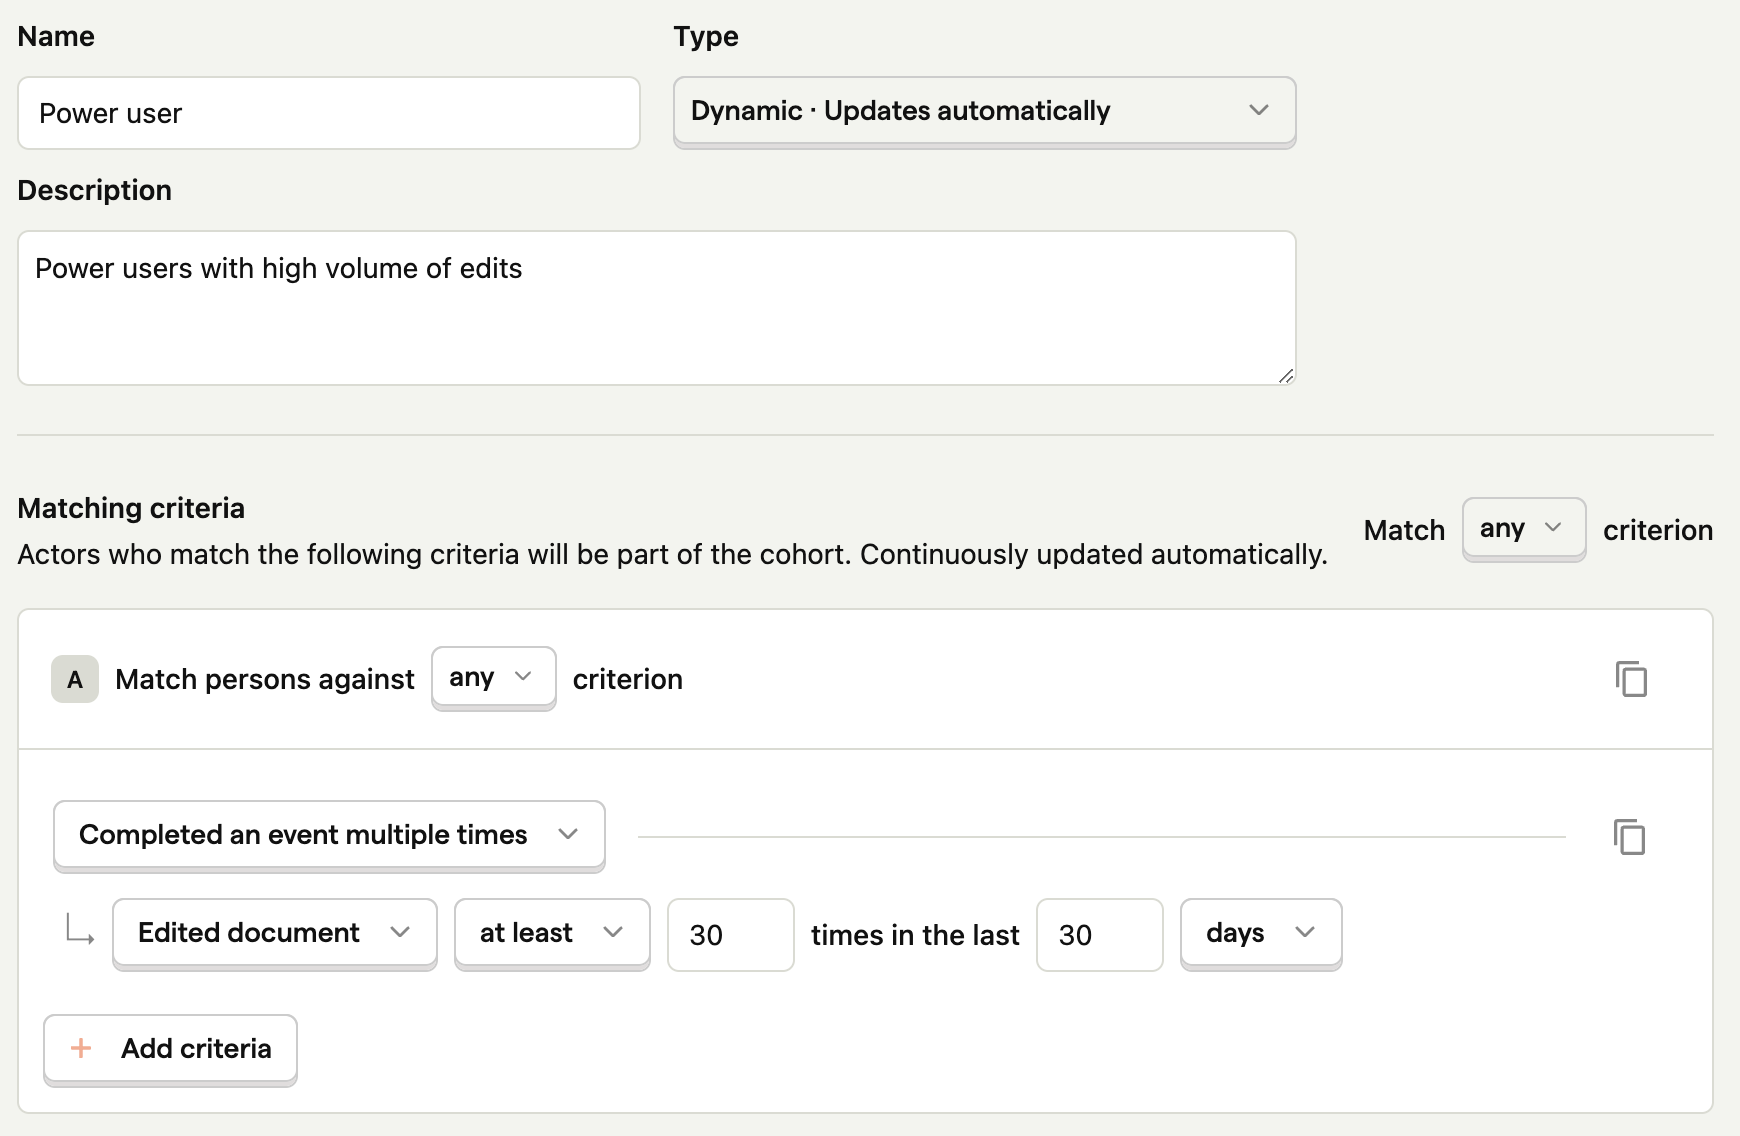 Name
Type
Power user
Dynamic · Updates automatically
Description
Power users with high volume of edits
Matching criteria
Actors who match the following criteria will be part of the cohort. Continuously updated automatically.
Match any criterion
A Match persons against any criterion
Completed an event multiple times
Edited document at least 30 times in the last 30 days
+ Add criteria